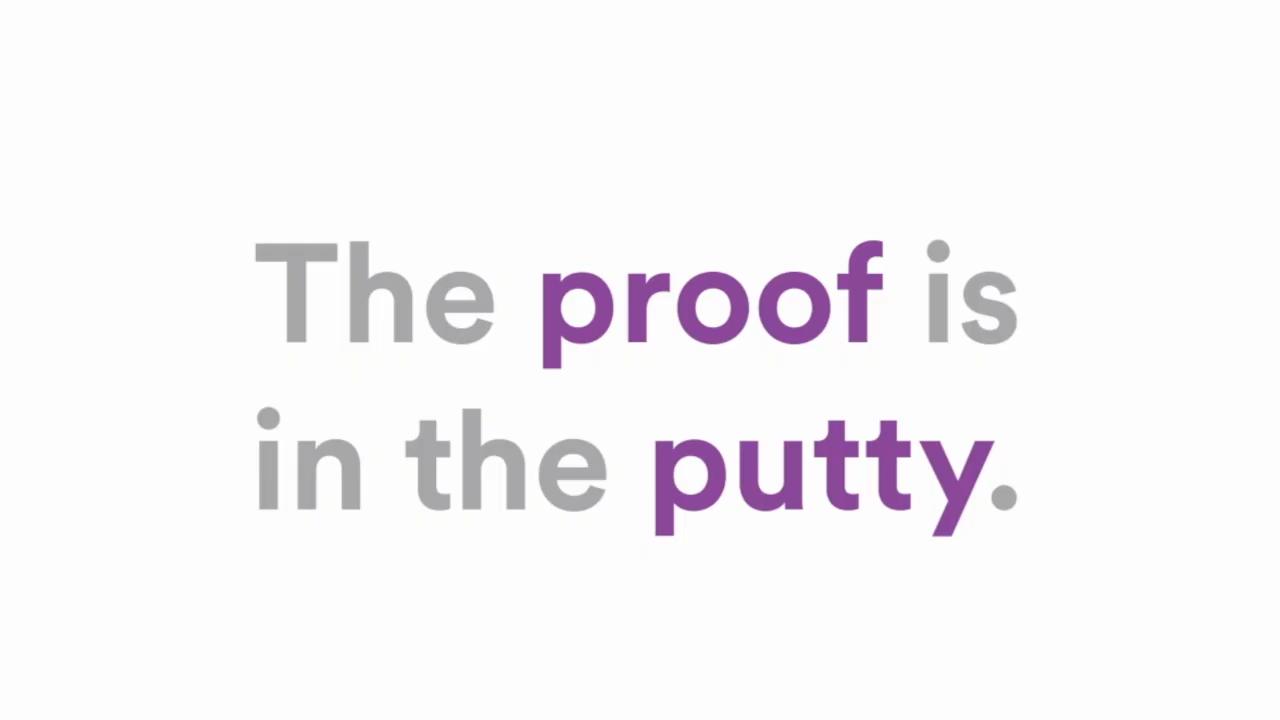 The proof is
in the putty.